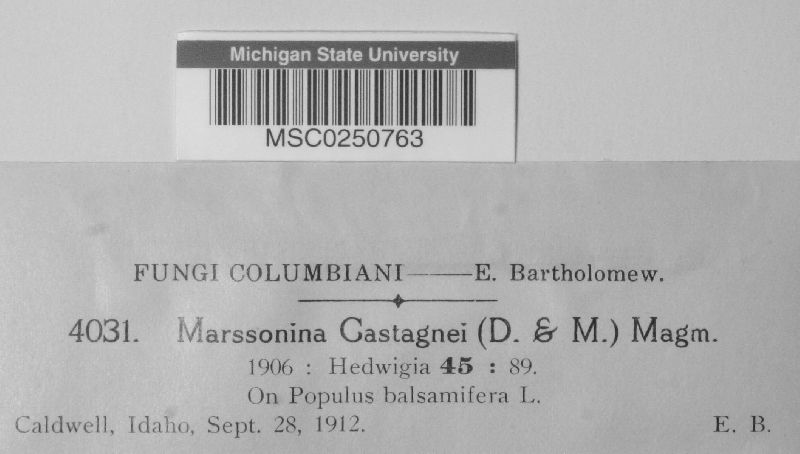 Michigan State University
MSC0250763
FUNGI COLUMBIANI——E. Bartholomew.
4031. Marssonina Castagnei (D. & M.) Magm.
1906 : Hedwigia 45 : 89.
On Populus balsamifera L.
Caldwell, Idaho, Sept. 28, 1912. E. B.